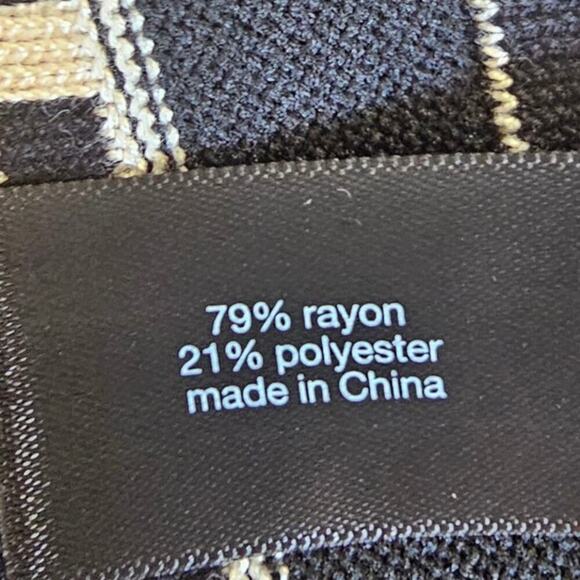 79% rayon
21% polyester
made in China